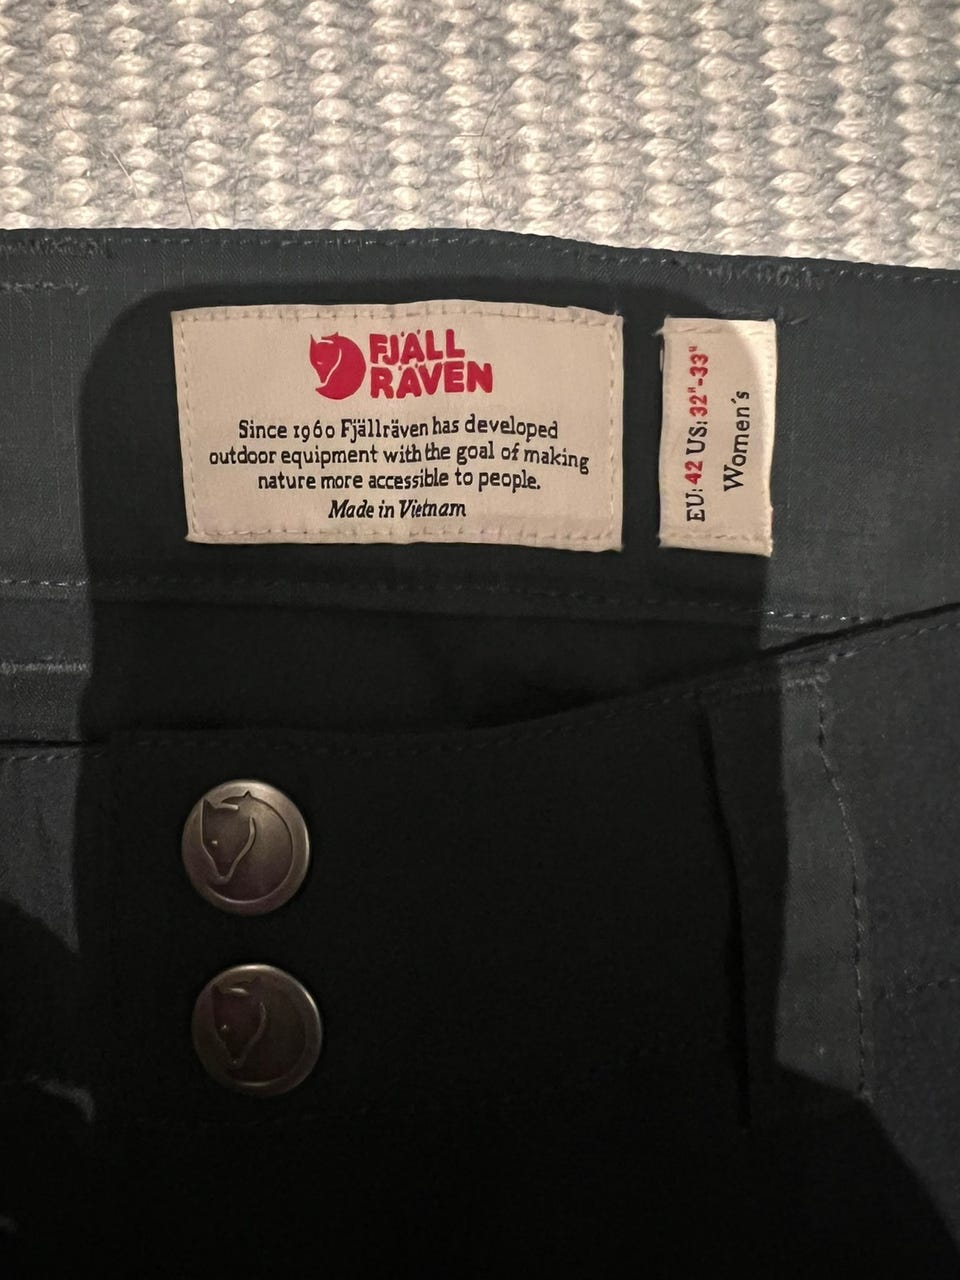 FJÄLL
RÄVEN
Since 1960 Fjällräven has developed
outdoor equipment with the goal of making
nature more accessible to people.
Made in Vietnam
EU: 42 US: 32"-33"
Women's